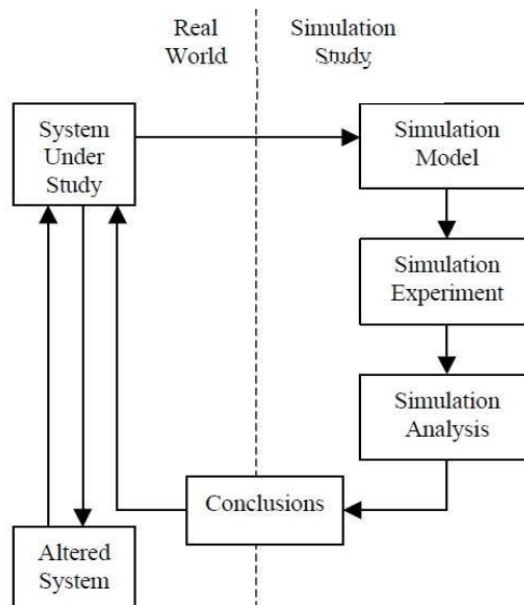 Real
World
Simulation
Study
System
Under
Study
Simulation
Model
Simulation
Experiment
Simulation
Analysis
Conclusions
Altered
System